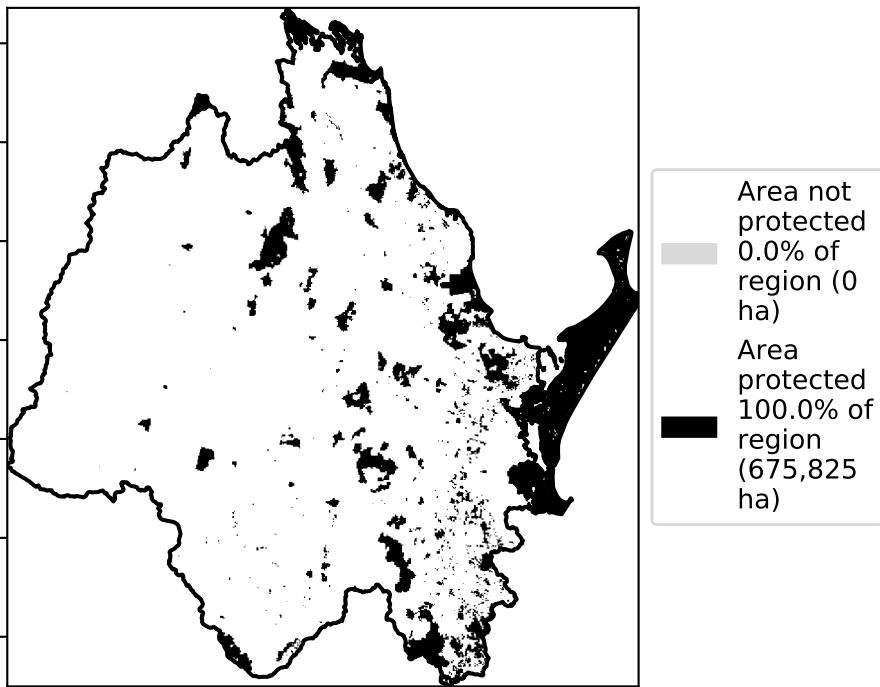 Area not
protected
0.0% of
region (0
ha)
Area
protected
100.0% of
region
(675,825
ha)